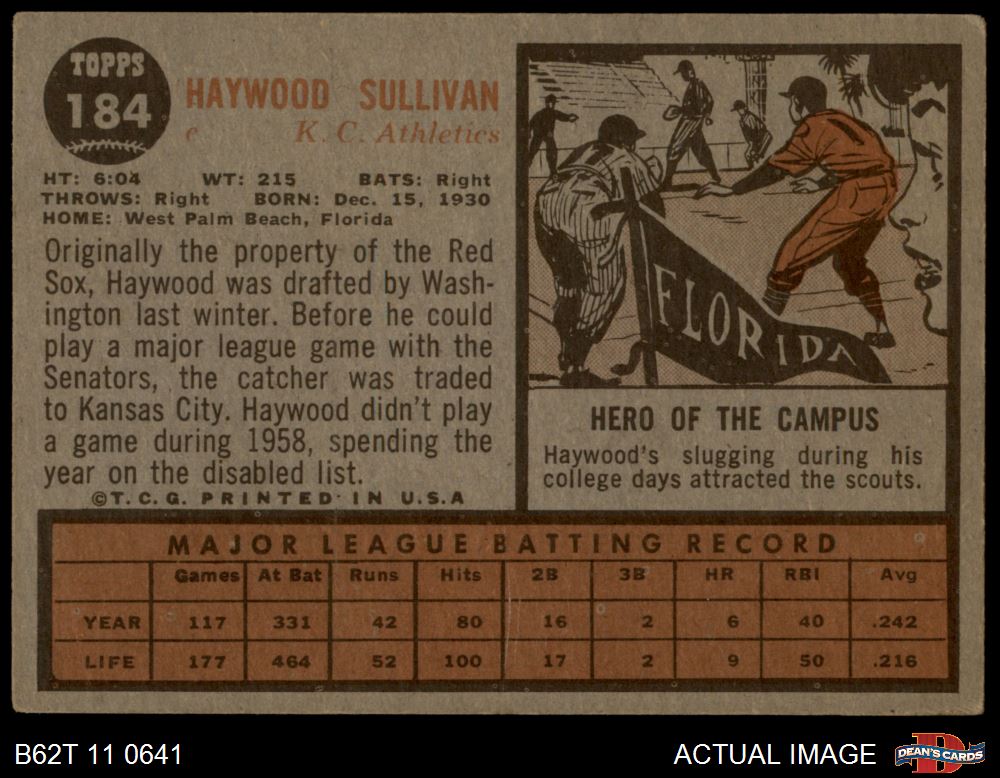 TOPPS
184
HAYWOOD SULLIVAN
c K. C. Athletics
HT: 6:04 WT: 215 BATS: Right
THROWS: Right BORN: Dec. 15, 1930
HOME: West Palm Beach, Florida
Originally the property of the Red
Sox, Haywood was drafted by Wash-
ington last winter. Before he could
play a major league game with the
Senators, the catcher was traded
to Kansas City. Haywood didn't play
a game during 1958, spending the
year on the disabled list.
©T.C.G. PRINTED IN U.S.A
FLORIDA
HERO OF THE CAMPUS
Haywood's slugging during his
college days attracted the scouts.
MAJOR LEAGUE BATTING RECORD
Games At Bat Runs Hits 2B 3B HR RBI Avg
YEAR 117 331 42 80 16 2 6 40 .242
LIFE 177 464 52 100 17 2 9 50 .216
B62T 11 0641
ACTUAL IMAGE
DEAN'S CARDS